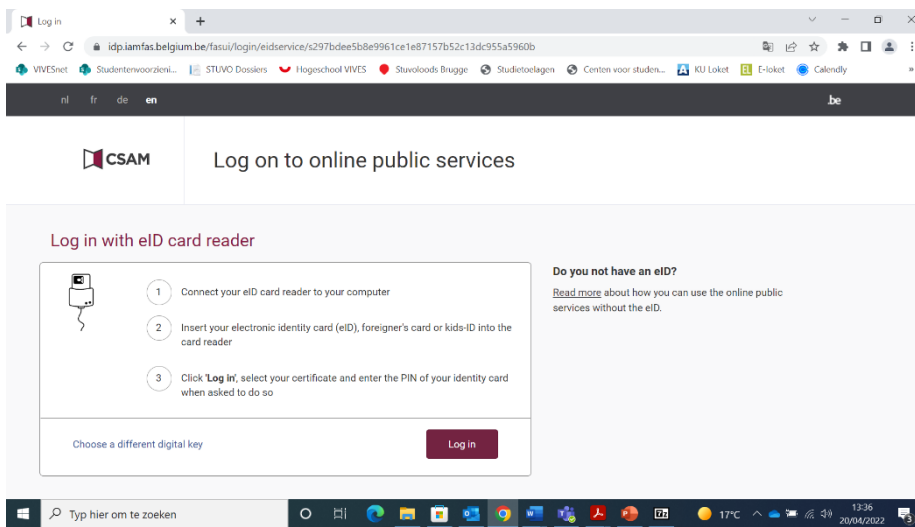 Log in
idp.iamfas.belgium.be/fasui/login/eidservice/s297bdee5b8e9961ce1e87157b52c13dc955a5960b
VIVESnet Studentenvoorzieni... STUVO Dossiers Hogeschool VIVES Stuvoloods Brugge Studietoelagen Centen voor studen... KU Loket EL E-loket Calendly »
nl fr de en .be
CSAM Log on to online public services
Log in with eID card reader
Do you not have an eID?
1 Connect your eID card reader to your computer
Read more about how you can use the online public
services without the eID.
2 Insert your electronic identity card (eID), foreigner's card or kids-ID into the
card reader
3 Click 'Log in', select your certificate and enter the PIN of your identity card
when asked to do so
Choose a different digital key Log in
Typ hier om te zoeken 17°C 13:36
20/04/2022